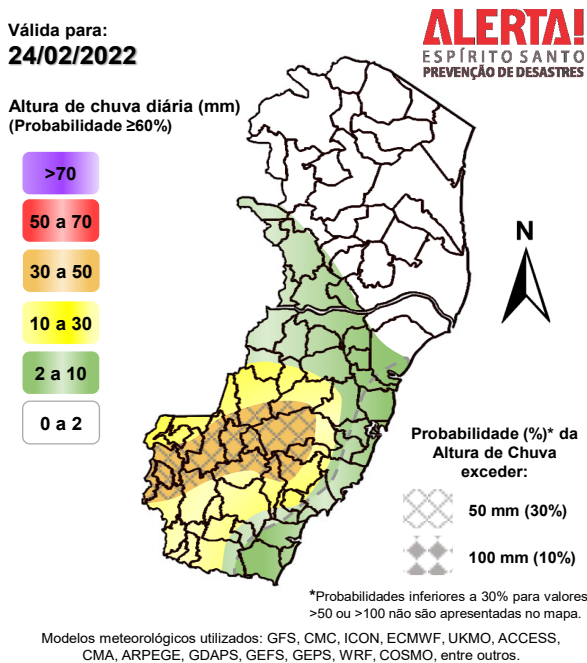 Válida para:
24/02/2022
ALERTA!
ESPÍRITO SANTO
PREVENÇÃO DE DESASTRES
Altura de chuva diária (mm)
(Probabilidade ≥60%)
>70
50 a 70
30 a 50
10 a 30
2 a 10
0 a 2
N
Probabilidade (%)* da
Altura de Chuva
exceder:
50 mm (30%)
100 mm (10%)
*Probabilidades inferiores a 30% para valores
>50 ou >100 não são apresentadas no mapa.
Modelos meteorológicos utilizados: GFS, CMC, ICON, ECMWF, UKMO, ACCESS,
CMA, ARPEGE, GDAPS, GEFS, GEPS, WRF, COSMO, entre outros.